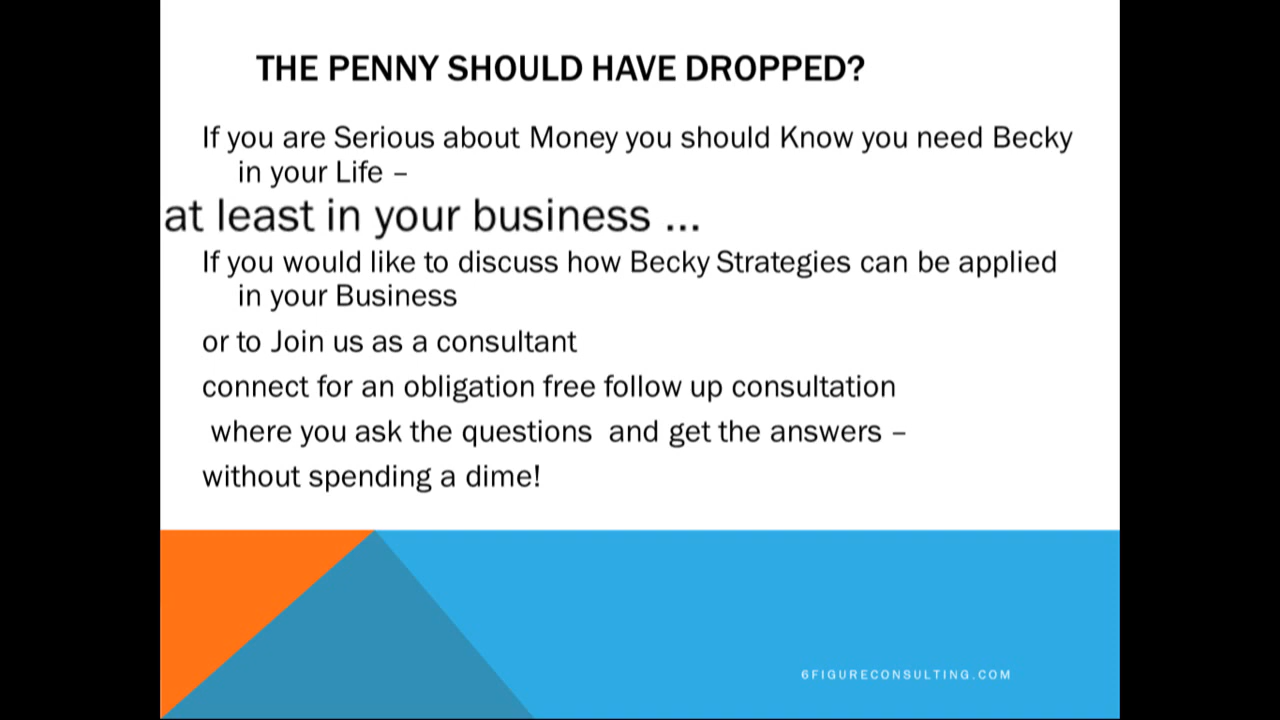 THE PENNY SHOULD HAVE DROPPED?
If you are Serious about Money you should Know you need Becky
in your Life –
at least in your business ...
If you would like to discuss how Becky Strategies can be applied
in your Business
or to Join us as a consultant
connect for an obligation free follow up consultation
where you ask the questions  and get the answers –
without spending a dime!
6FIGURECONSULTING.COM